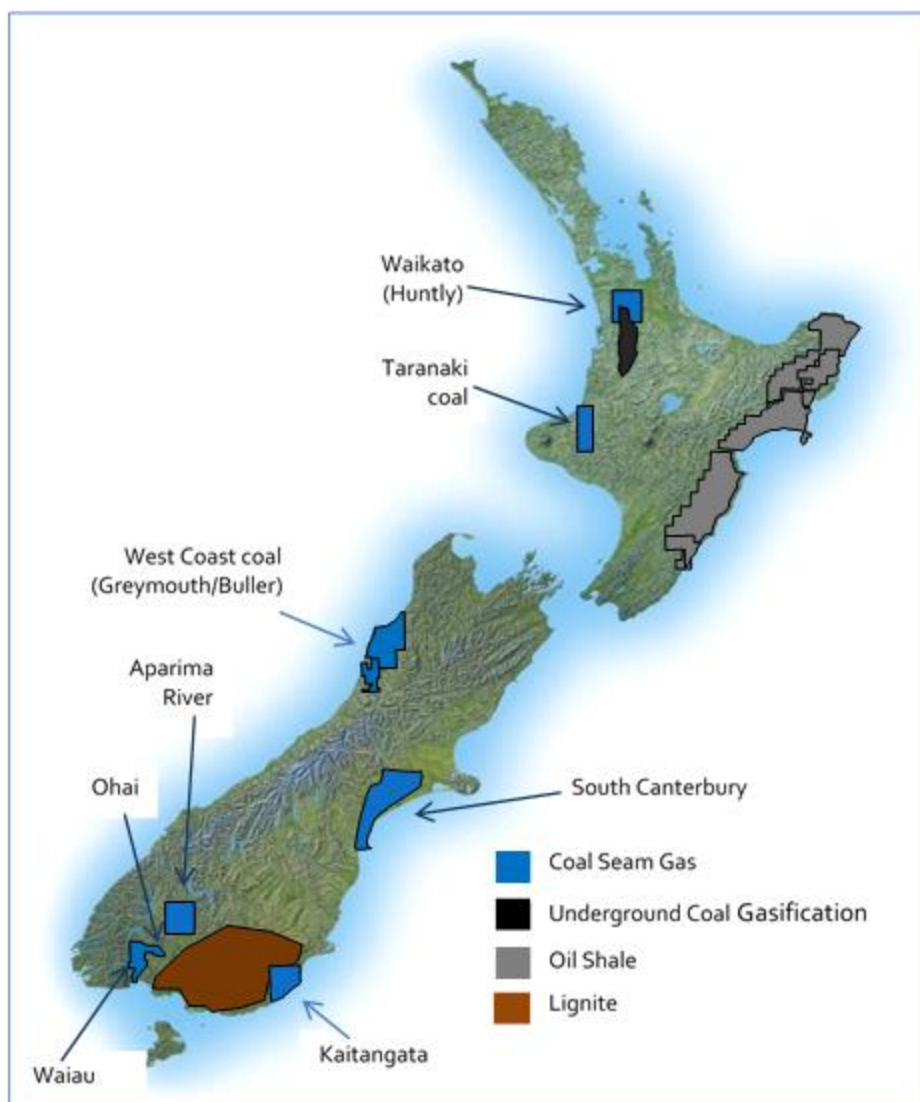 Waikato
(Huntly)
Taranaki
coal
West Coast coal
(Greymouth/Buller)
Aparima
River
Ohai
South Canterbury
Coal Seam Gas
Underground Coal Gasification
Oil Shale
Lignite
Kaitangata
Waiau